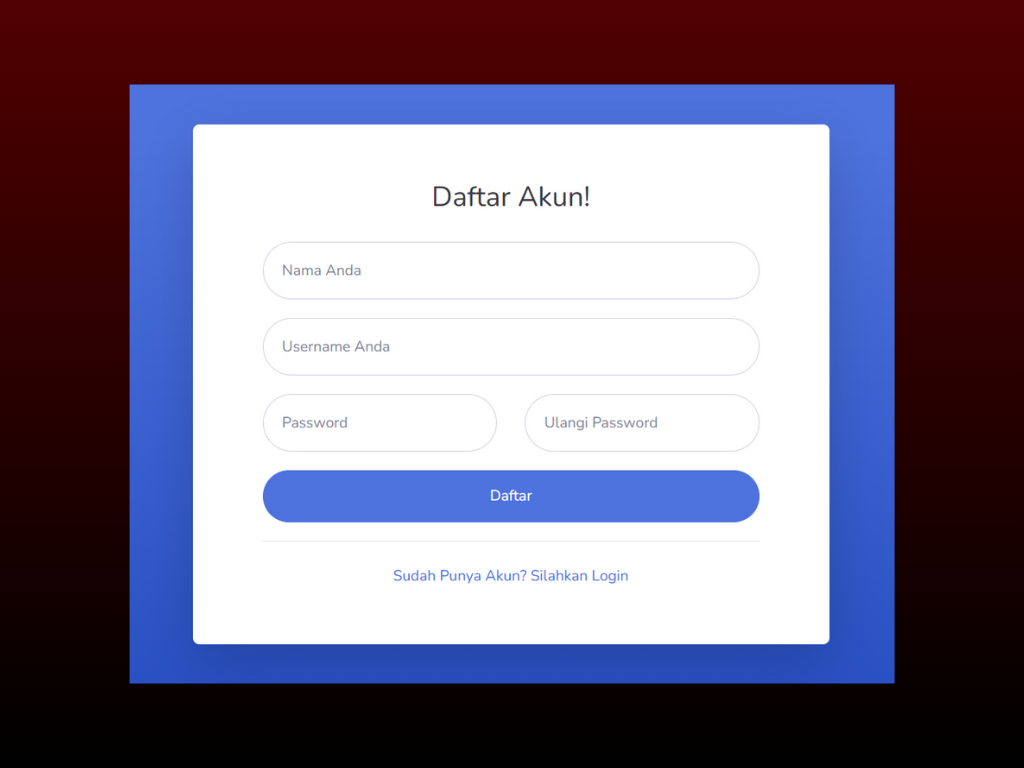 Daftar Akun!
Nama Anda
Username Anda
Password
Ulangi Password
Daftar
Sudah Punya Akun? Silahkan Login